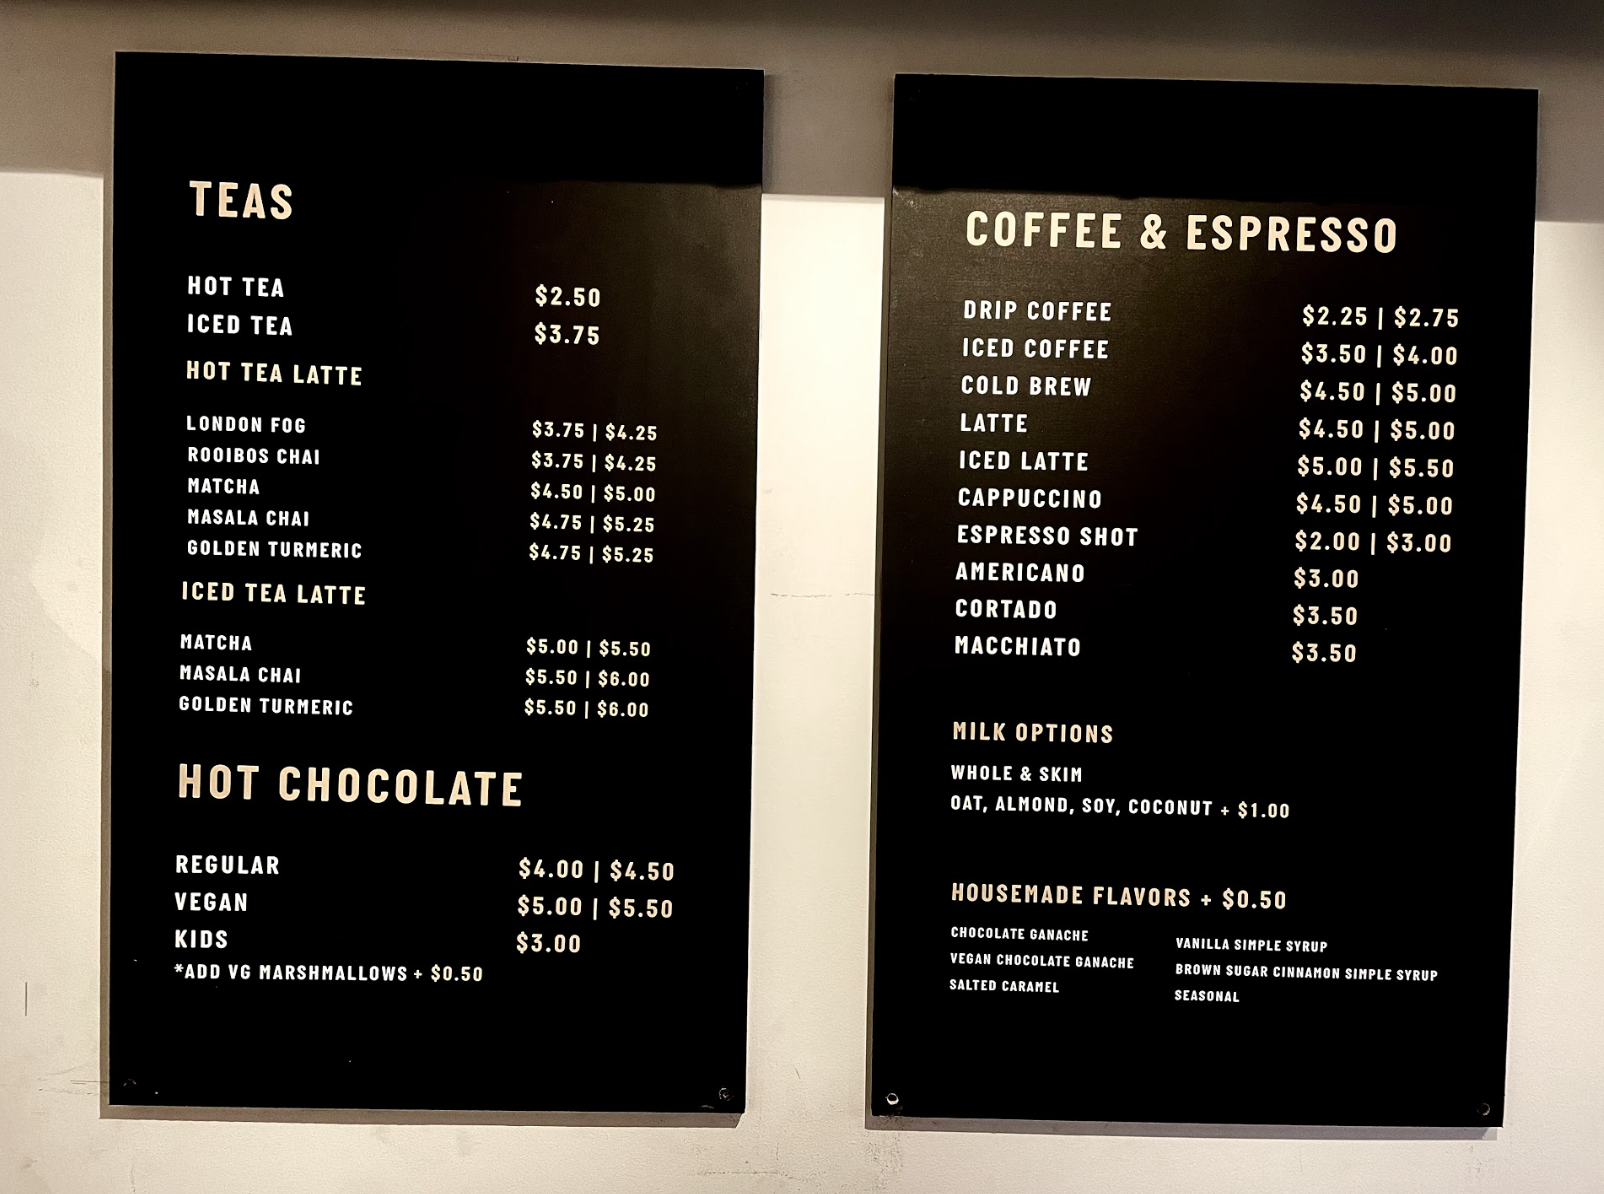 TEAS
HOT TEA $2.50
ICED TEA $3.75
HOT TEA LATTE
LONDON FOG $3.75 | $4.25
ROOIBOS CHAI $3.75 | $4.25
MATCHA $4.50 | $5.00
MASALA CHAI $4.75 | $5.25
GOLDEN TURMERIC $4.75 | $5.25
ICED TEA LATTE
MATCHA $5.00 | $5.50
MASALA CHAI $5.50 | $6.00
GOLDEN TURMERIC $5.50 | $6.00
HOT CHOCOLATE
REGULAR $4.00 | $4.50
VEGAN $5.00 | $5.50
KIDS $3.00
*ADD VG MARSHMALLOWS + $0.50
COFFEE & ESPRESSO
DRIP COFFEE $2.25 | $2.75
ICED COFFEE $3.50 | $4.00
COLD BREW $4.50 | $5.00
LATTE $4.50 | $5.00
ICED LATTE $5.00 | $5.50
CAPPUCCINO $4.50 | $5.00
ESPRESSO SHOT $2.00 | $3.00
AMERICANO $3.00
CORTADO $3.50
MACCHIATO $3.50
MILK OPTIONS
WHOLE & SKIM
OAT, ALMOND, SOY, COCONUT + $1.00
HOUSEMADE FLAVORS + $0.50
CHOCOLATE GANACHE
VEGAN CHOCOLATE GANACHE
SALTED CARAMEL
VANILLA SIMPLE SYRUP
BROWN SUGAR CINNAMON SIMPLE SYRUP
SEASONAL